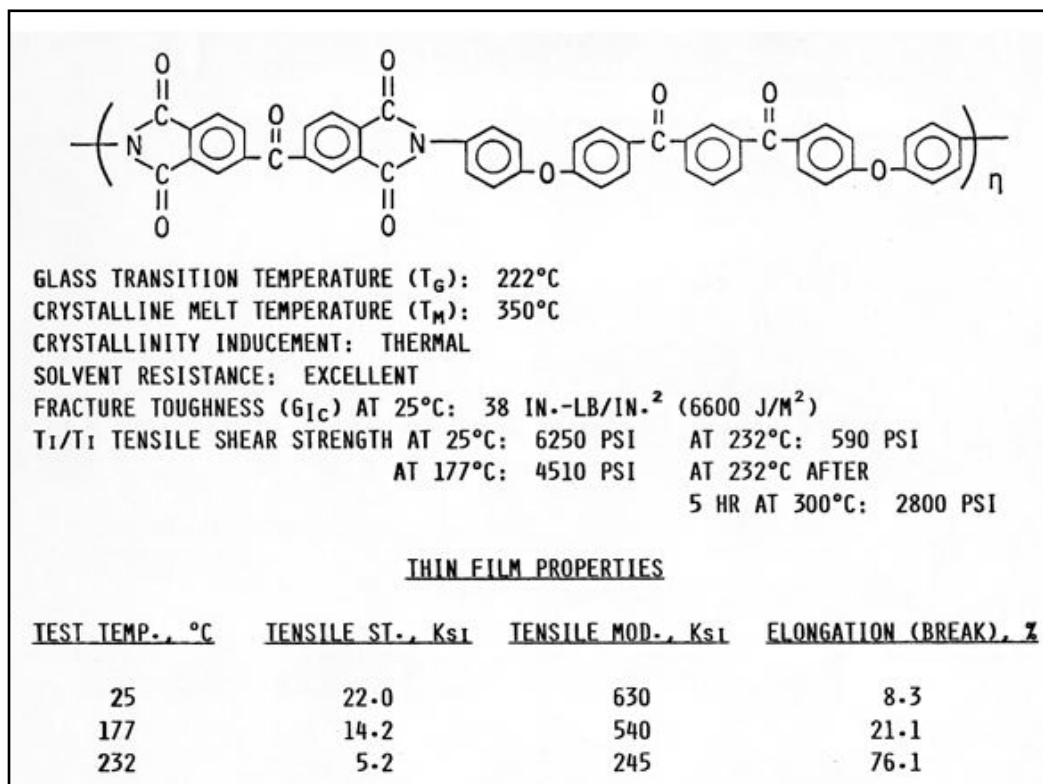 O O O O O O
C C C C C C
N N
C C O O
O O
η
GLASS TRANSITION TEMPERATURE (TG): 222°C
CRYSTALLINE MELT TEMPERATURE (TM): 350°C
CRYSTALLINITY INDUCEMENT: THERMAL
SOLVENT RESISTANCE: EXCELLENT
FRACTURE TOUGHNESS (GIC) AT 25°C: 38 IN.-LB/IN.² (6600 J/M²)
TI/TI TENSILE SHEAR STRENGTH AT 25°C: 6250 PSI AT 232°C: 590 PSI
AT 177°C: 4510 PSI AT 232°C AFTER
5 HR AT 300°C: 2800 PSI
THIN FILM PROPERTIES
TEST TEMP., °C TENSILE ST., KSI TENSILE MOD., KSI ELONGATION (BREAK), %
25 22.0 630 8.3
177 14.2 540 21.1
232 5.2 245 76.1